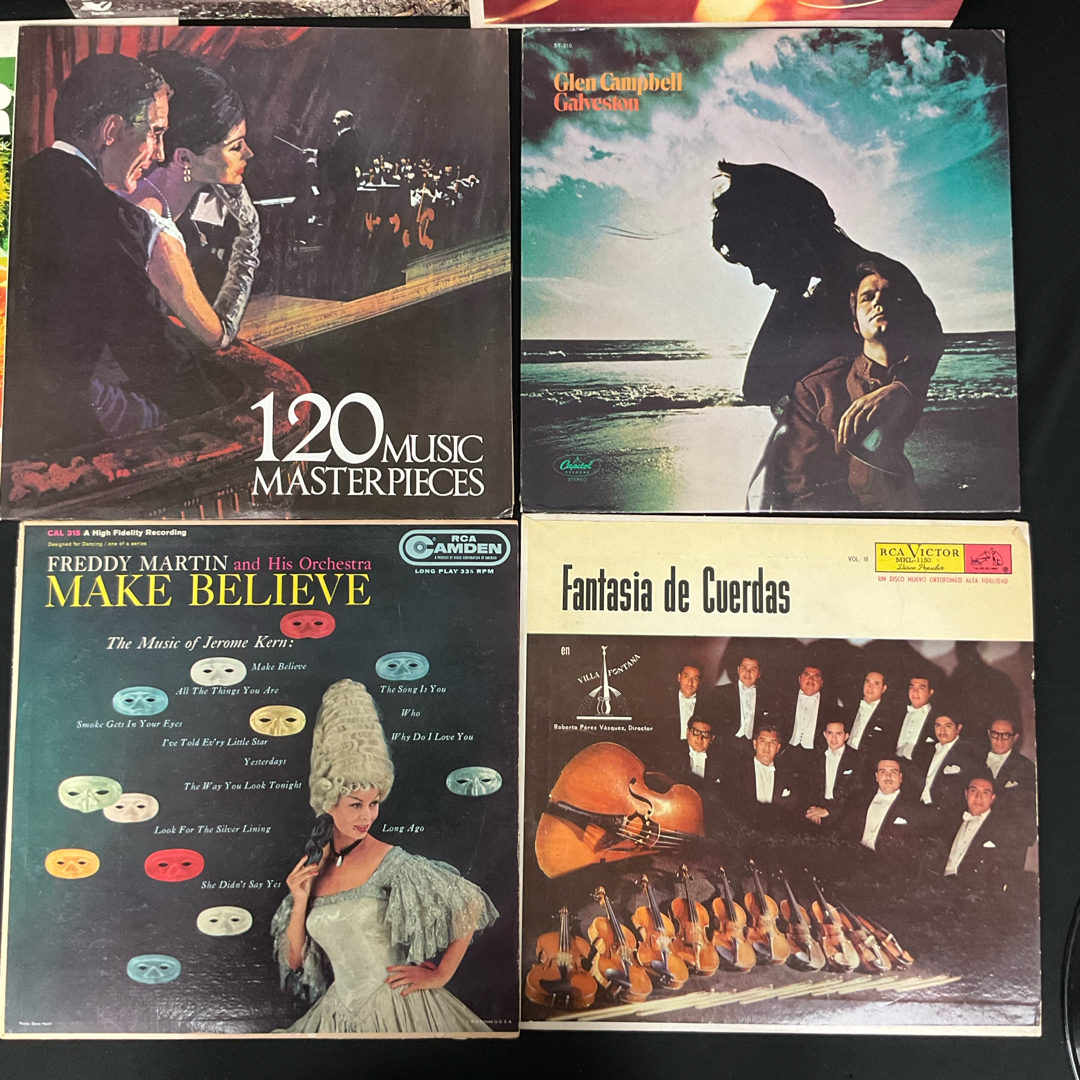 120 MUSIC
MASTERPIECES
ST-210
Glen Campbell
Galveston
Capitol
RECORDS
STEREO
CAL 315 A High Fidelity Recording
Designed for Dancing / one of a series
FREDDY MARTIN and His Orchestra
MAKE BELIEVE
RCA
CAMDEN
LONG PLAY 33⅓ RPM
The Music of Jerome Kern:
Make Believe
All The Things You Are
The Song Is You
Smoke Gets In Your Eyes
Who
I've Told Ev'ry Little Star
Why Do I Love You
Yesterdays
The Way You Look Tonight
Look For The Silver Lining
Long Ago
She Didn't Say Yes
Fantasia de Cuerdas
VOL. III
RCA VICTOR
MKL-1150
Disco Popular
UN DISCO NUEVO ORTOFONICO ALTA FIDELIDAD
en
VILLA FONTANA
Roberto Pérez Vázquez, Director